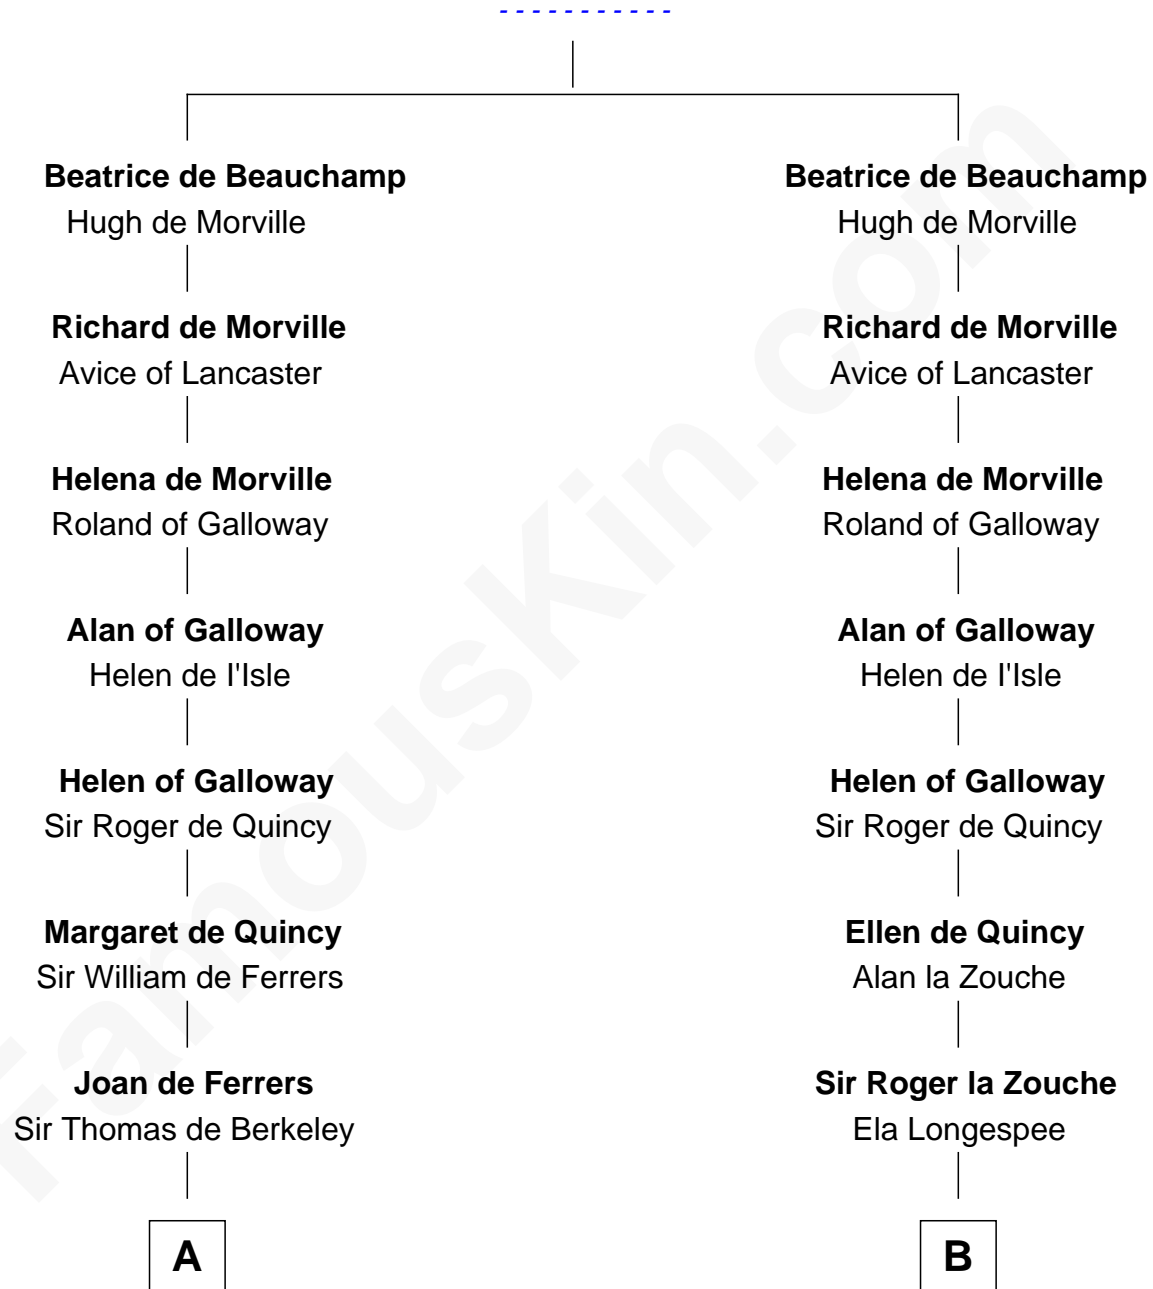 - - - - - - - - - - -
Beatrice de Beauchamp
Hugh de Morville
Richard de Morville
Avice of Lancaster
Helena de Morville
Roland of Galloway
Alan of Galloway
Helen de l'Isle
Helen of Galloway
Sir Roger de Quincy
Margaret de Quincy
Sir William de Ferrers
Joan de Ferrers
Sir Thomas de Berkeley
A
Beatrice de Beauchamp
Hugh de Morville
Richard de Morville
Avice of Lancaster
Helena de Morville
Roland of Galloway
Alan of Galloway
Helen de l'Isle
Helen of Galloway
Sir Roger de Quincy
Ellen de Quincy
Alan la Zouche
Sir Roger la Zouche
Ela Longespee
B
FamousKin.com